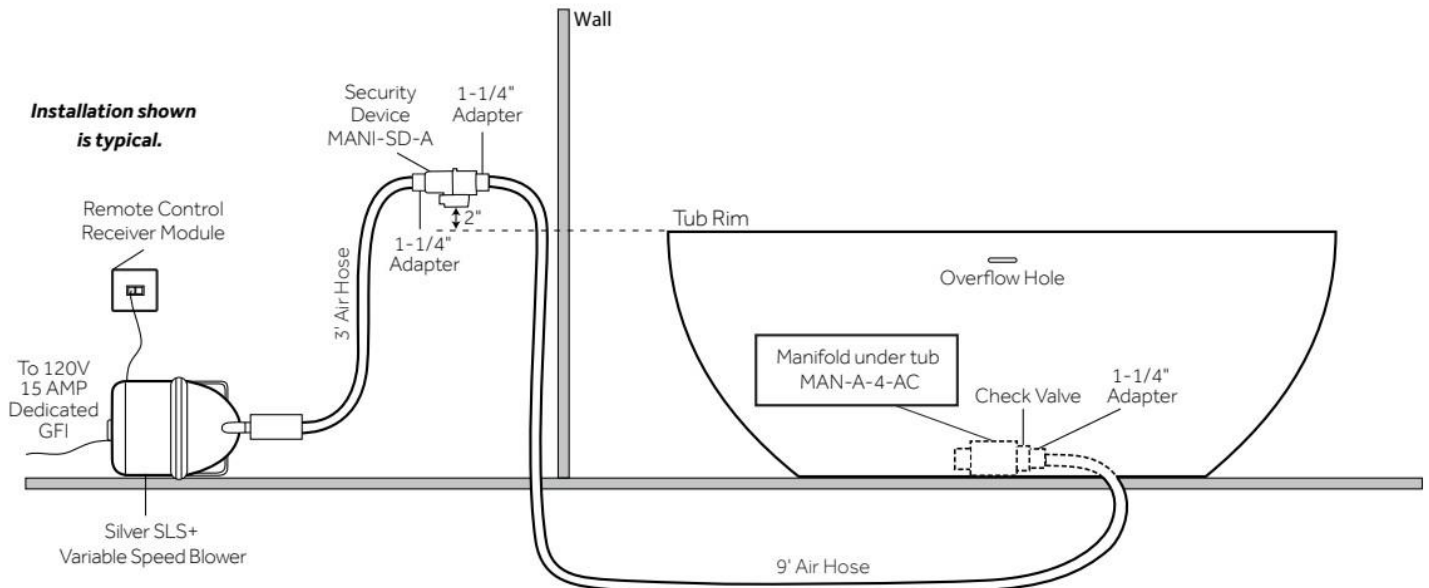 Wall
Installation shown
is typical.
Security
Device
MANI-SD-A
1-1/4"
Adapter
2"
Tub Rim
Remote Control
Receiver Module
1-1/4"
Adapter
3' Air Hose
Overflow Hole
To 120V
15 AMP
Dedicated
GFI
Manifold under tub
MAN-A-4-AC
Check Valve
1-1/4"
Adapter
Silver SLS+
Variable Speed Blower
9' Air Hose